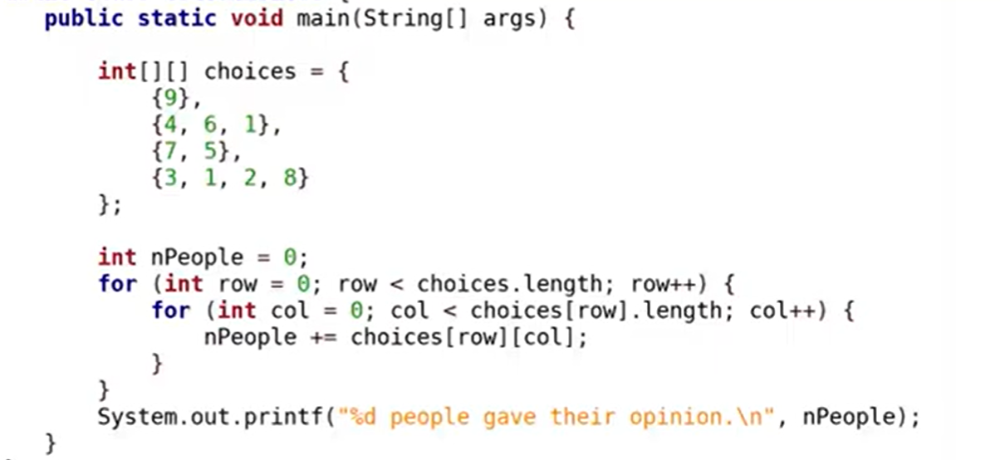 public static void main(String[] args) {
int[][] choices = {
{9},
{4, 6, 1},
{7, 5},
{3, 1, 2, 8}
};
int nPeople = 0;
for (int row = 0; row < choices.length; row++) {
for (int col = 0; col < choices[row].length; col++) {
nPeople += choices[row][col];
}
}
System.out.printf("%d people gave their opinion.\n", nPeople);
}